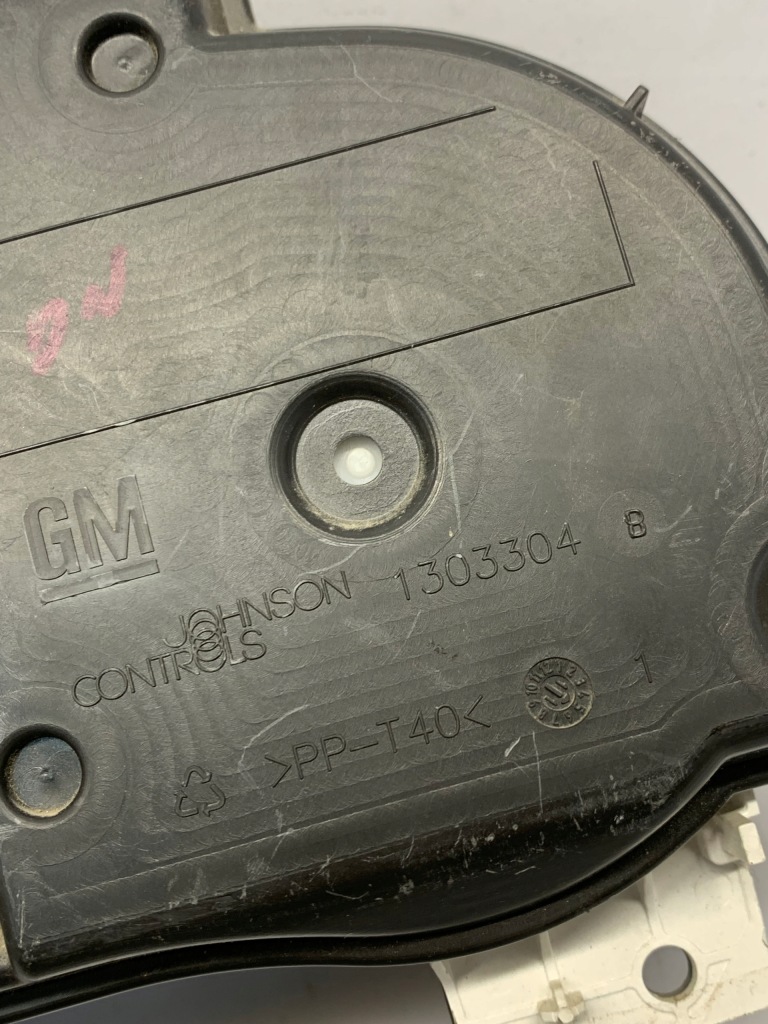 GM
JOHNSON
CONTROLS
1303304 B
>PP-T40<
1